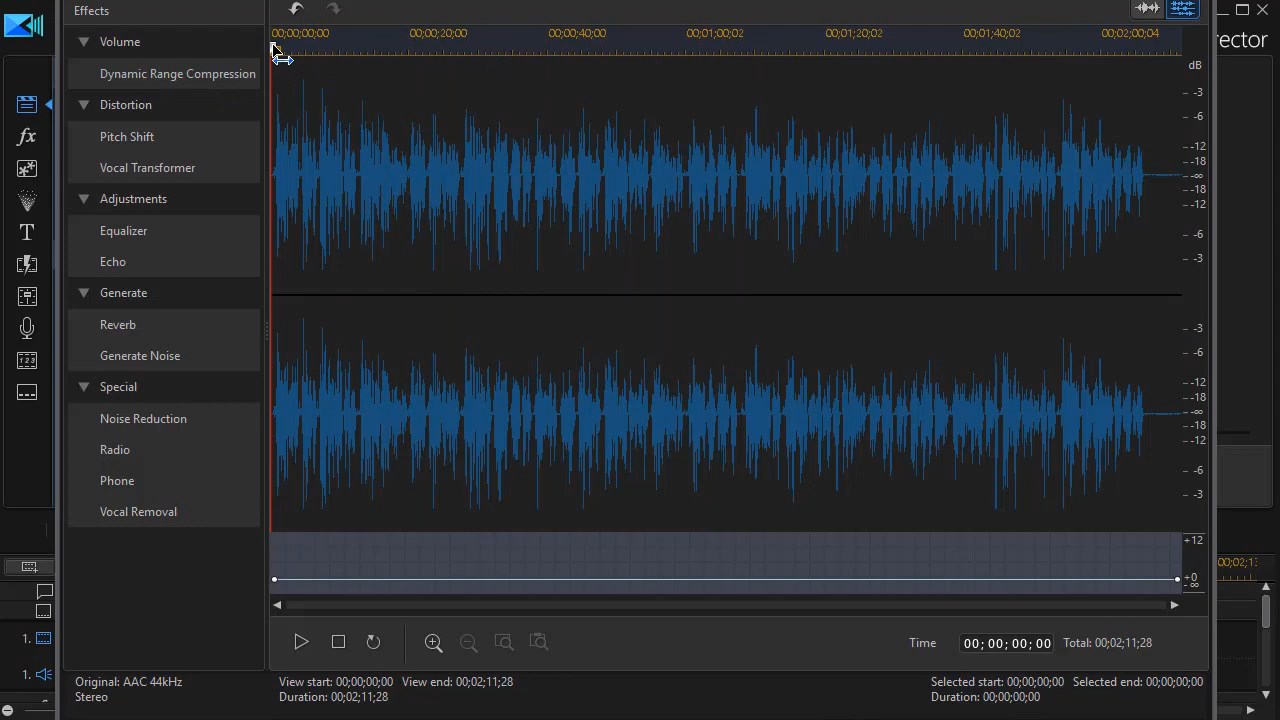 Effects
Volume
Dynamic Range Compression
Distortion
Pitch Shift
Vocal Transformer
Adjustments
Equalizer
Echo
Generate
Reverb
Generate Noise
Special
Noise Reduction
Radio
Phone
Vocal Removal
fx
T
1 2 3
1.
1.
00;00;00;00 00;00;20;00 00;00;40;00 00;01;00;02 00;01;20;02 00;01;40;02 00;02;00;04
dB
-3
-6
-12
-18
-∞
-18
-12
-6
-3
-3
-6
-12
-18
-∞
-18
-12
-6
-3
+12
+0
-∞
Time 00;00;00;00 Total: 00;02;11;28
Original: AAC 44kHz
Stereo
View start: 00;00;00;00 View end: 00;02;11;28
Duration: 00;02;11;28
Selected start: 00;00;00;00 Selected end: 00;00;00;00
Duration: 00;00;00;00
rector